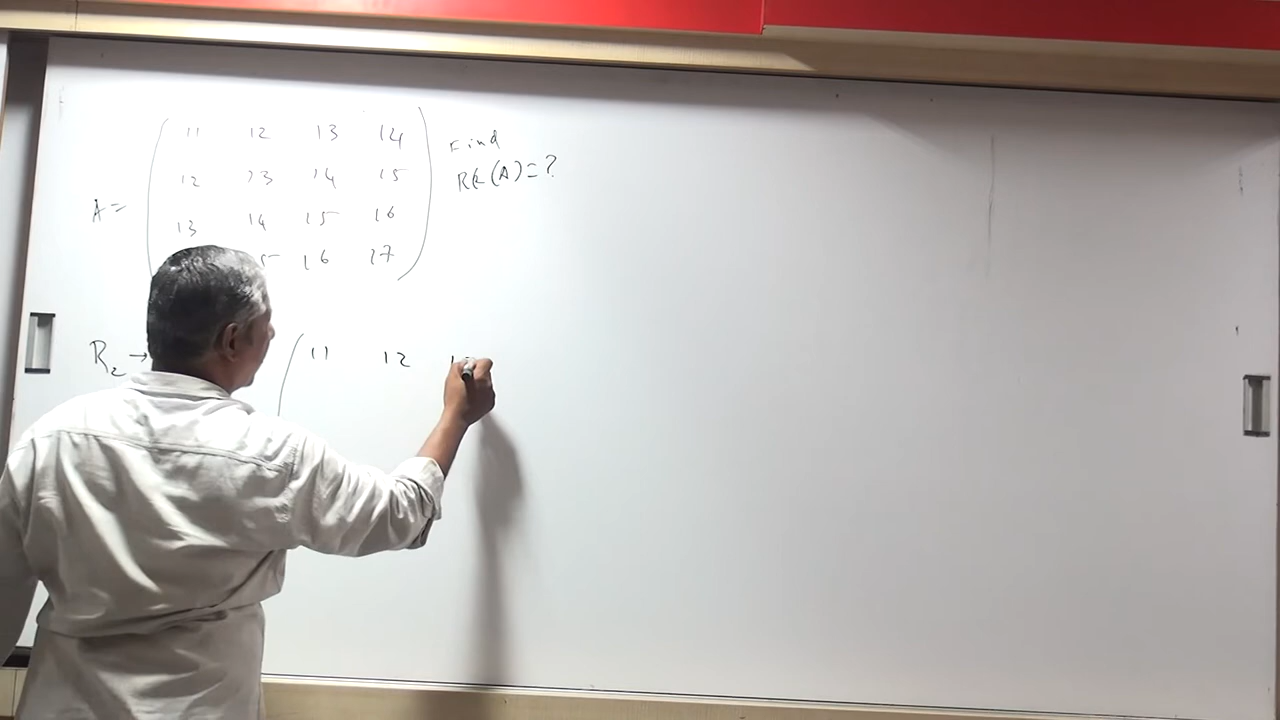 11 12 13 14
12 13 14 15
A =
13 14 15 16
16 17
Find
Rk (A) = ?
R2 →
11 12